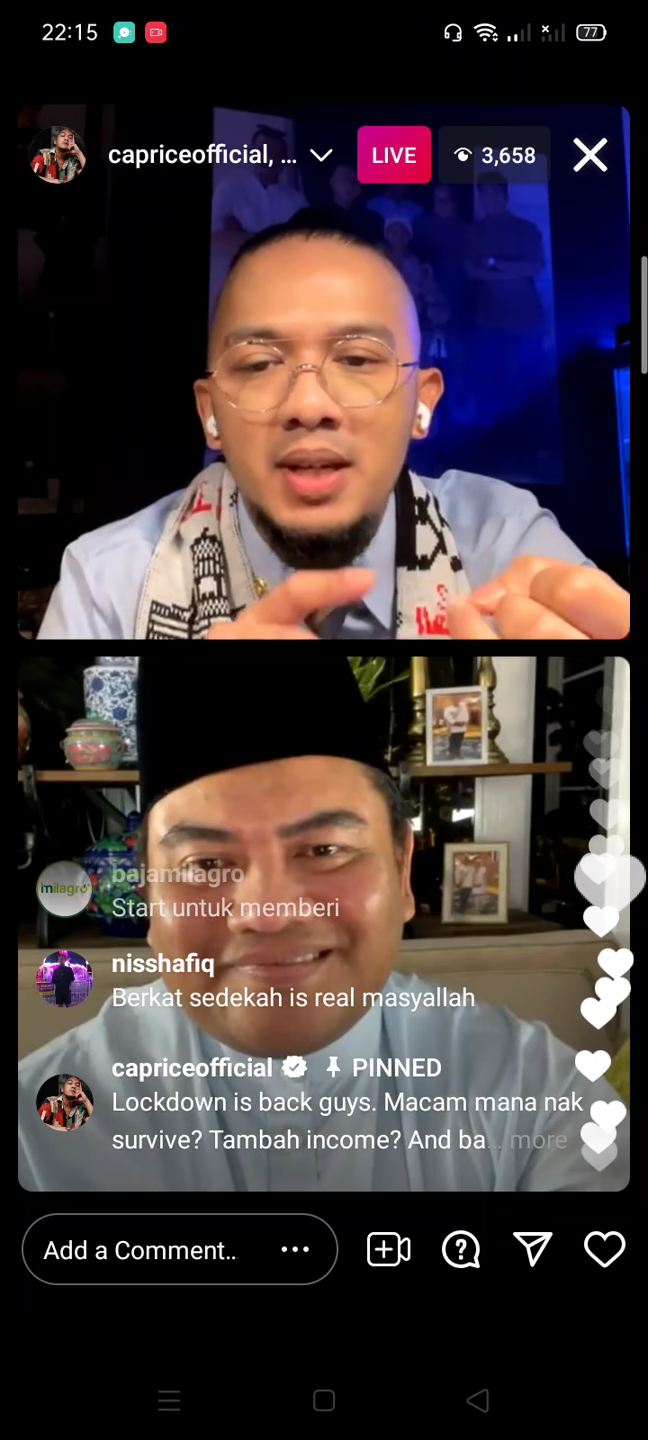 22:15
77
capriceofficial, ...
LIVE
3,658
milagro
bajamilagro
Start untuk memberi
nisshafiq
Berkat sedekah is real masyallah
capriceofficial PINNED
Lockdown is back guys. Macam mana nak
survive? Tambah income? And ba... more
Add a Comment..